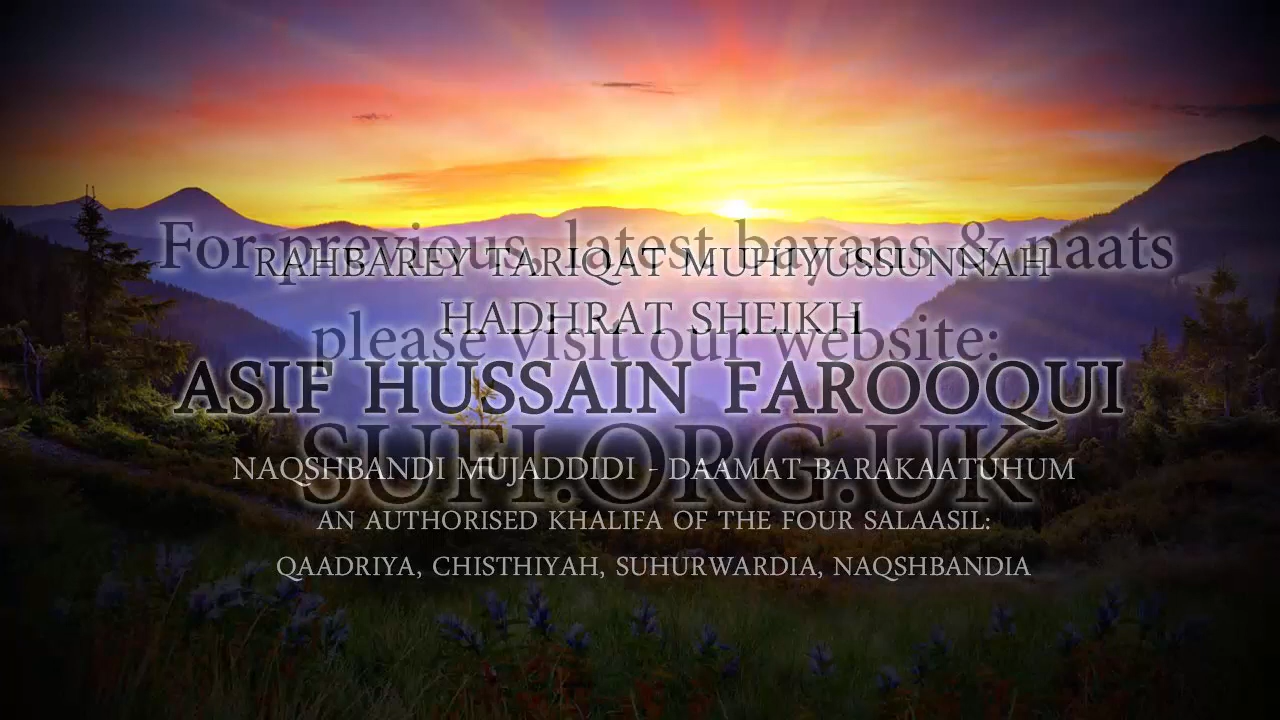 For previous, latest bayans & naats
RAHBAREY TARIQAT MUHIYUSSUNNAH
HADHRAT SHEIKH
please visit our website:
ASIF HUSSAIN FAROOQUI
SUFI.ORG.UK
NAQSHBANDI MUJADDIDI - DAAMAT BARAKAATUHUM
AN AUTHORISED KHALIFA OF THE FOUR SALAASIL:
QAADRIYA, CHISTHIYAH, SUHURWARDIA, NAQSHBANDIA